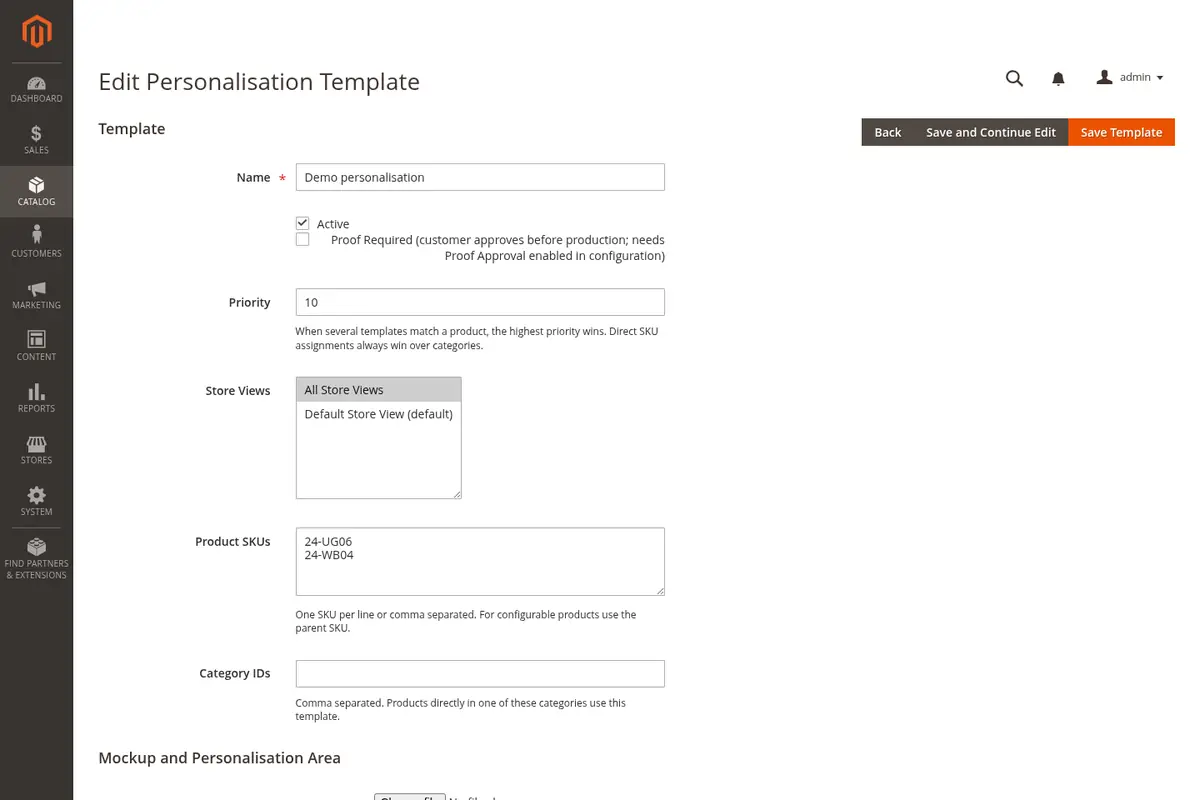 Edit Personalisation Template
admin
DASHBOARD
SALES
CATALOG
CUSTOMERS
MARKETING
CONTENT
REPORTS
STORES
SYSTEM
FIND PARTNERS
& EXTENSIONS
Template
Back
Save and Continue Edit
Save Template
Name *
Demo personalisation
Active
Proof Required (customer approves before production; needs
Proof Approval enabled in configuration)
Priority
10
When several templates match a product, the highest priority wins. Direct SKU
assignments always win over categories.
Store Views
All Store Views
Default Store View (default)
Product SKUs
24-UG06
24-WB04
One SKU per line or comma separated. For configurable products use the
parent SKU.
Category IDs
Comma separated. Products directly in one of these categories use this
template.
Mockup and Personalisation Area